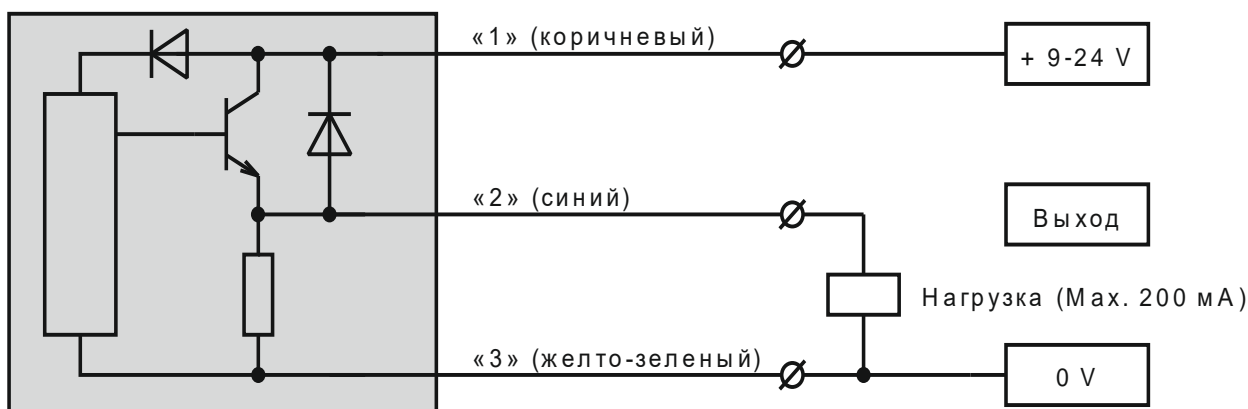 «1» (коричневый)
+ 9-24 V
«2» (синий)
Выход
Нагрузка (Max. 200 мА)
«3» (желто-зеленый)
0 V